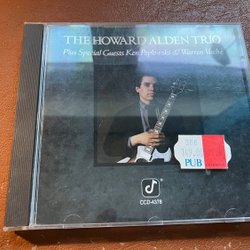 THE HOWARD ALDEN TRIO
Plus Special Guests Ken Peplowski & Warren Vaché
PUB
CCD-4378